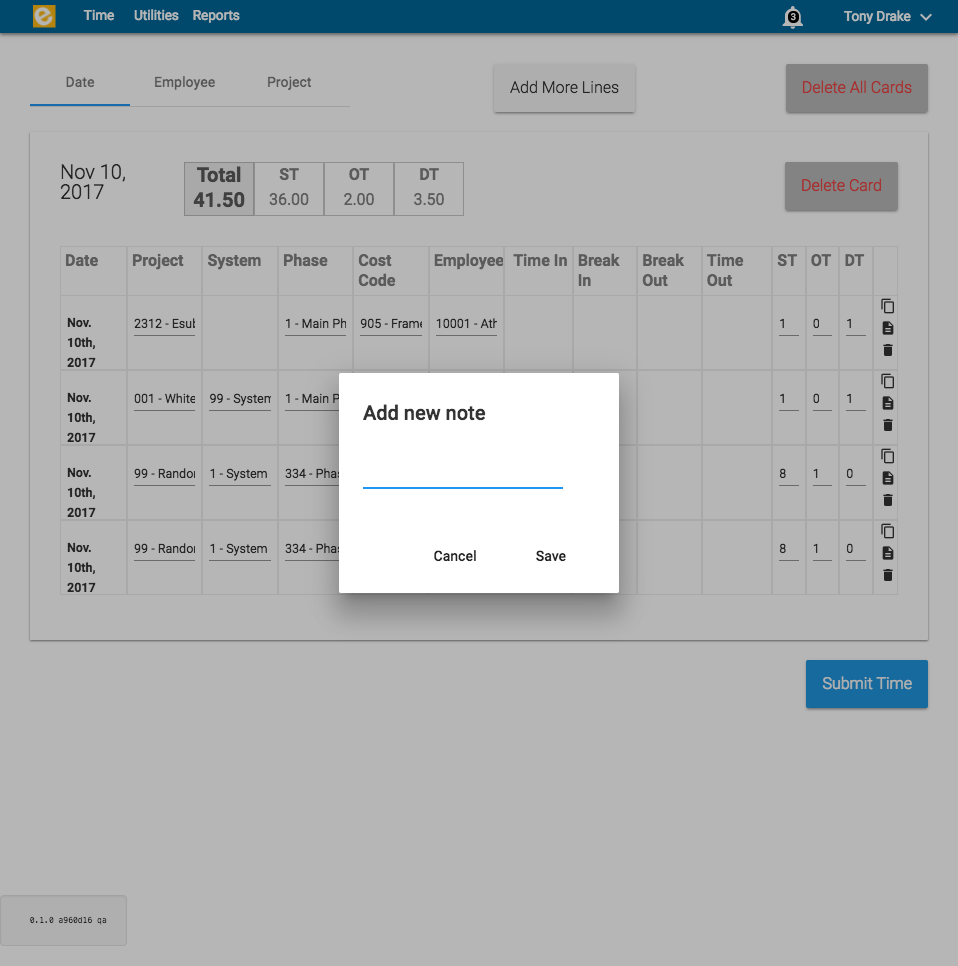 Time Utilities Reports 3 Tony Drake
Date Employee Project Add More Lines Delete All Cards
Nov 10,
2017
Total ST OT DT
41.50 36.00 2.00 3.50
Delete Card
Date Project System Phase Cost Code Employee Time In Break In Break Out Time Out ST OT DT
Nov. 10th, 2017 2312 - Esub 1 - Main Ph 905 - Frame 10001 - Ath 1 0 1
Nov. 10th, 2017 001 - White 99 - System 1 - Main P 1 0 1
Nov. 10th, 2017 99 - Randor 1 - System 334 - Phas 8 1 0
Nov. 10th, 2017 99 - Randor 1 - System 334 - Phas 8 1 0
Add new note
Cancel Save
Submit Time
0.1.0 a960d16 qa